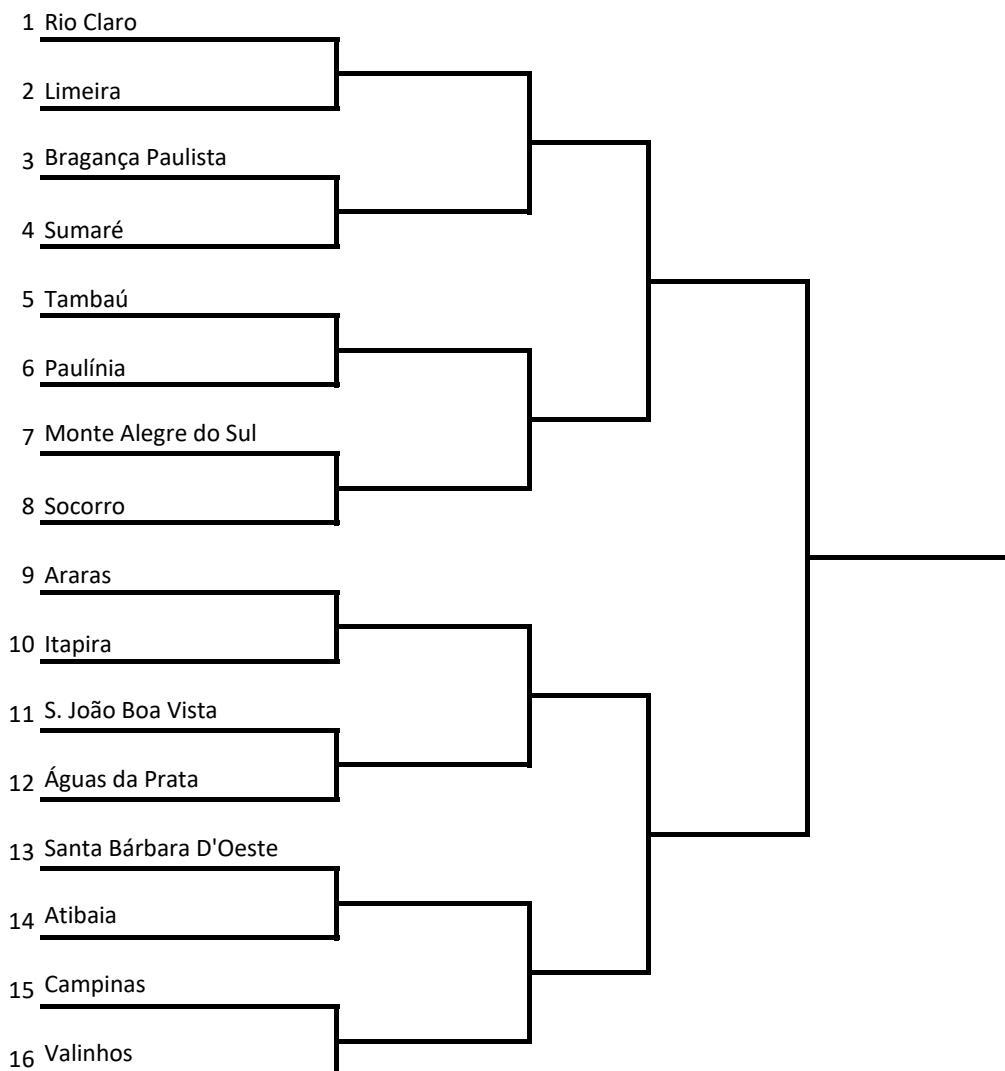 1 Rio Claro
2 Limeira
3 Bragança Paulista
4 Sumaré
5 Tambaú
6 Paulínia
7 Monte Alegre do Sul
8 Socorro
9 Araras
10 Itapira
11 S. João Boa Vista
12 Águas da Prata
13 Santa Bárbara D'Oeste
14 Atibaia
15 Campinas
16 Valinhos